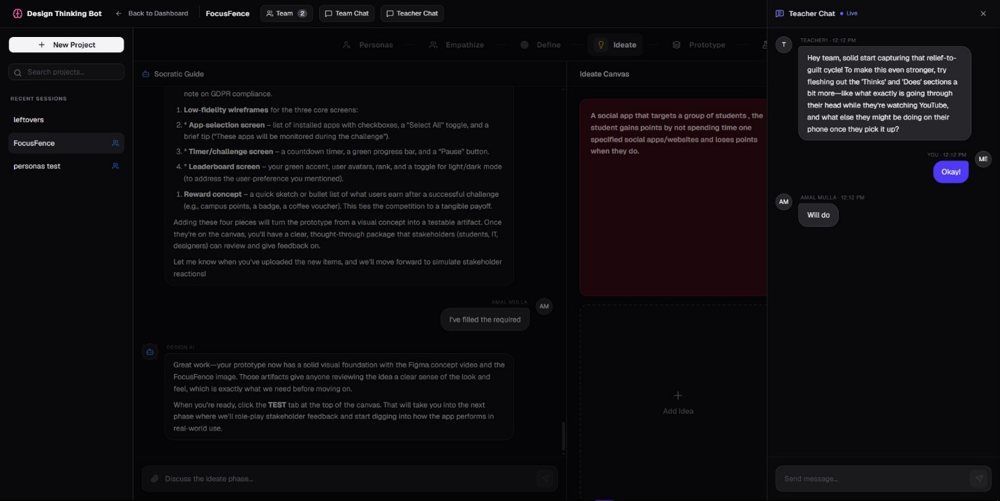 Design Thinking Bot
← Back to Dashboard
FocusFence
Team 2
Team Chat
Teacher Chat
+ New Project
Search projects...
RECENT SESSIONS
leftovers
FocusFence
personas test
Personas
Empathize
Define
Ideate
Prototype
Socratic Guide
note on GDPR compliance.
1. Low-fidelity wireframes for the three core screens:
2. * App-selection screen – list of installed apps with checkboxes, a "Select All" toggle, and a
brief tip ("These apps will be monitored during the challenge").
3. * Timer/challenge screen – a countdown timer, a green progress bar, and a "Pause" button.
4. * Leaderboard screen – your green accent, user avatars, rank, and a toggle for light/dark mode
(to address the user-preference you mentioned).
1. Reward concept – a quick sketch or bullet list of what users earn after a successful challenge
(e.g., campus points, a badge, a coffee voucher). This ties the competition to a tangible payoff.
Adding these four pieces will turn the prototype from a visual concept into a testable artifact. Once
they're on the canvas, you'll have a clear, thought-through package that stakeholders (students, IT,
designers) can review and give feedback on.
Let me know when you've uploaded the new items, and we'll move forward to simulate stakeholder
reactions!
AMAL MULLA
AM
I've filled the required
DESIGN AI
Great work—your prototype now has a solid visual foundation with the Figma concept video and the
FocusFence image. Those artifacts give anyone reviewing the idea a clear sense of the look and
feel, which is exactly what we need before moving on.
When you're ready, click the TEST tab at the top of the canvas. That will take you into the next
phase where we'll role-play stakeholder feedback and start digging into how the app performs in
real-world use.
Discuss the ideate phase...
Ideate Canvas
A social app that targets a group of students , the
student gains points by not spending time one
specified social apps/websites and loses points
when they do.
+
Add Idea
Teacher Chat • Live
T
TEACHER1 · 12:12 PM
Hey team, solid start capturing that relief-to-
guilt cycle! To make this even stronger, try
fleshing out the 'Thinks' and 'Does' sections a
bit more—like what exactly is going through
their head while they're watching YouTube,
and what else they might be doing on their
phone once they pick it up?
YOU · 12:12 PM
ME
Okay!
AMAL MULLA · 12:12 PM
AM
Will do
Send message...